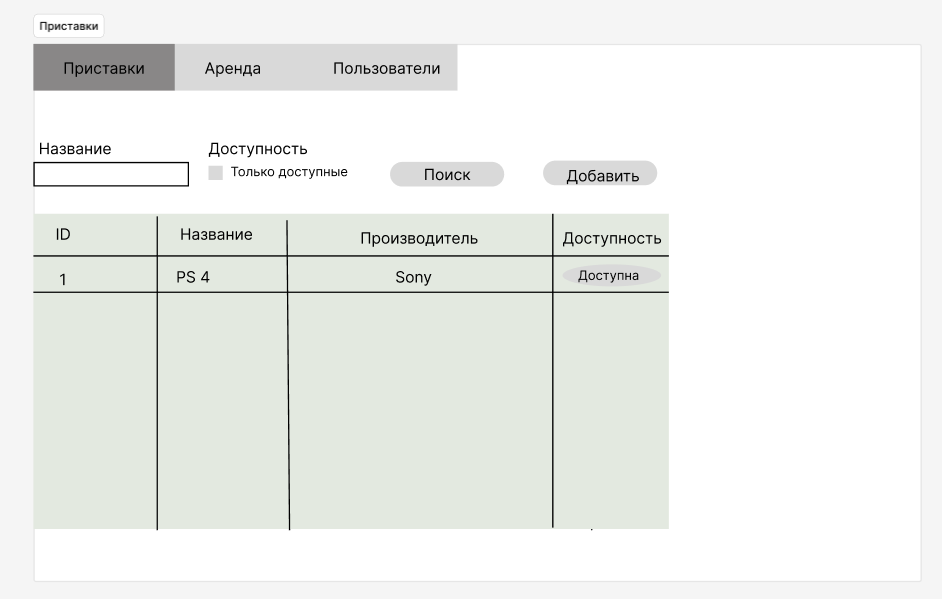 Приставки
Приставки Аренда Пользователи
Название Доступность
Только доступные Поиск Добавить
ID Название Производитель Доступность
1 PS 4 Sony Доступна